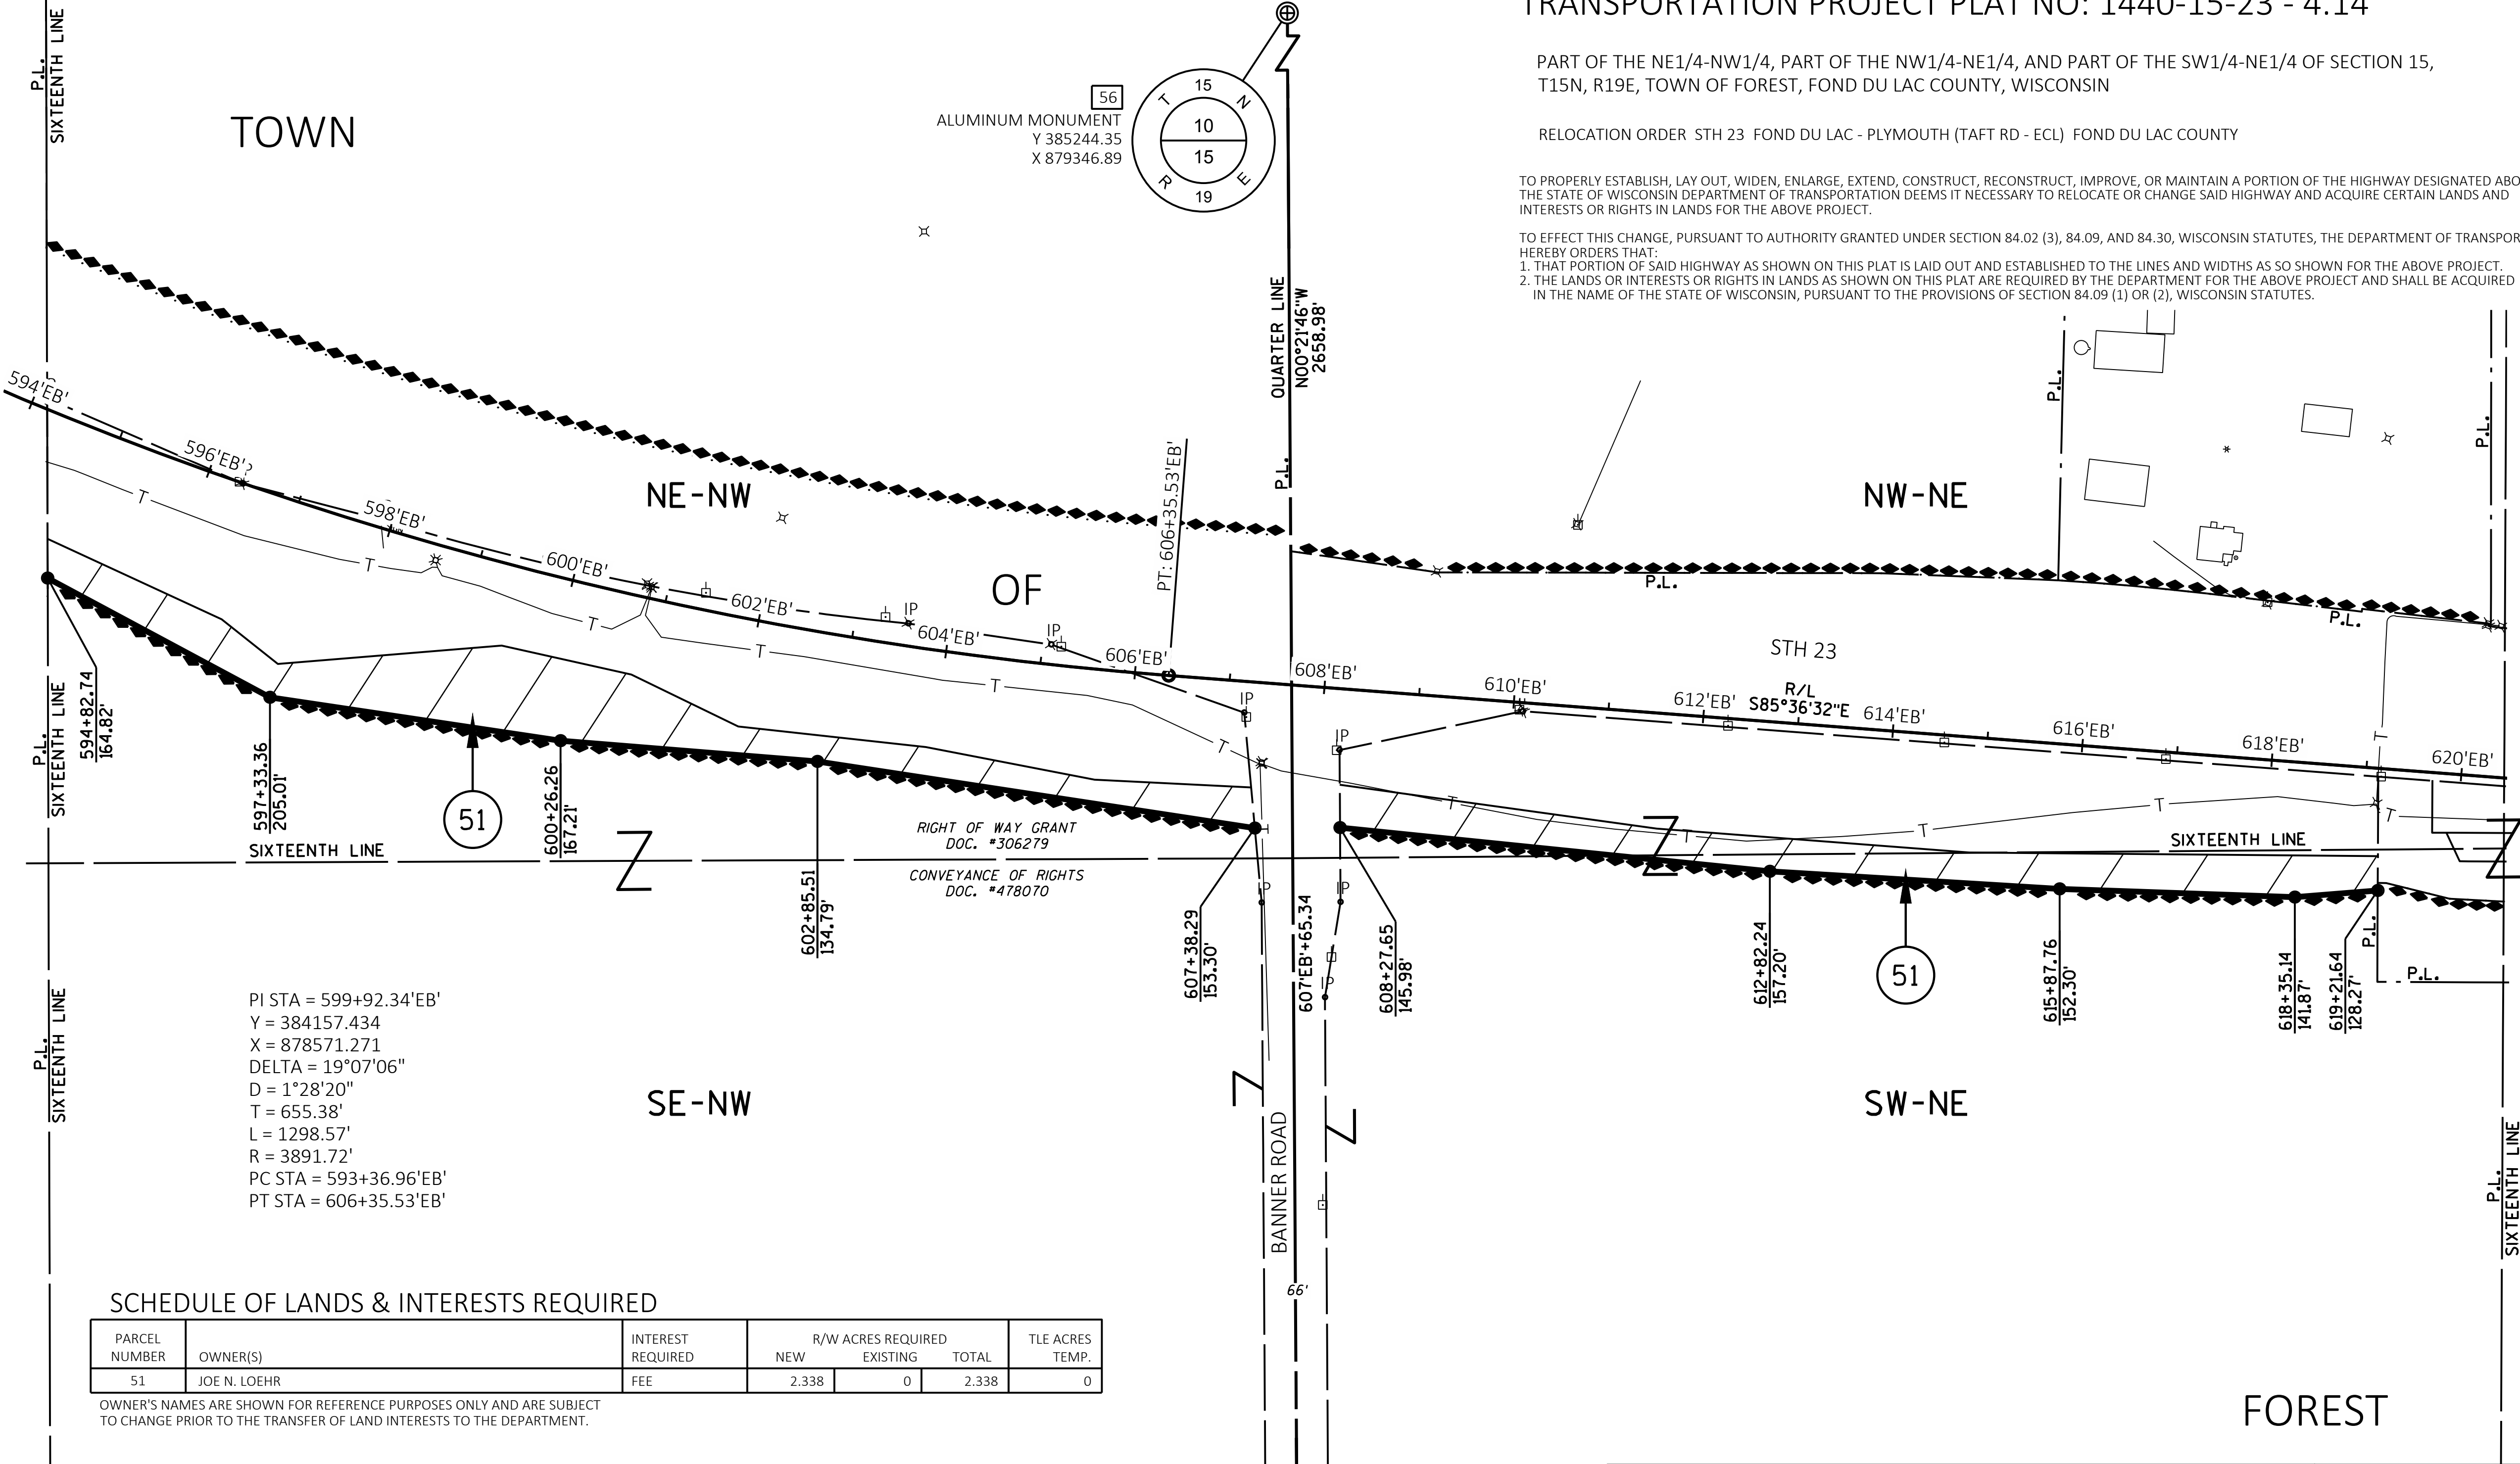 TRANSPORTATION PROJECT PLAT NO: 1440-15-23 - 4.14
PART OF THE NE1/4-NW1/4, PART OF THE NW1/4-NE1/4, AND PART OF THE SW1/4-NE1/4 OF SECTION 15,
T15N, R19E, TOWN OF FOREST, FOND DU LAC COUNTY, WISCONSIN
RELOCATION ORDER STH 23 FOND DU LAC - PLYMOUTH (TAFT RD - ECL) FOND DU LAC COUNTY
TO PROPERLY ESTABLISH, LAY OUT, WIDEN, ENLARGE, EXTEND, CONSTRUCT, RECONSTRUCT, IMPROVE, OR MAINTAIN A PORTION OF THE HIGHWAY DESIGNATED ABO
THE STATE OF WISCONSIN DEPARTMENT OF TRANSPORTATION DEEMS IT NECESSARY TO RELOCATE OR CHANGE SAID HIGHWAY AND ACQUIRE CERTAIN LANDS AND
INTERESTS OR RIGHTS IN LANDS FOR THE ABOVE PROJECT.
TO EFFECT THIS CHANGE, PURSUANT TO AUTHORITY GRANTED UNDER SECTION 84.02 (3), 84.09, AND 84.30, WISCONSIN STATUTES, THE DEPARTMENT OF TRANSPOR
HEREBY ORDERS THAT:
1. THAT PORTION OF SAID HIGHWAY AS SHOWN ON THIS PLAT IS LAID OUT AND ESTABLISHED TO THE LINES AND WIDTHS AS SO SHOWN FOR THE ABOVE PROJECT.
2. THE LANDS OR INTERESTS OR RIGHTS IN LANDS AS SHOWN ON THIS PLAT ARE REQUIRED BY THE DEPARTMENT FOR THE ABOVE PROJECT AND SHALL BE ACQUIRED
IN THE NAME OF THE STATE OF WISCONSIN, PURSUANT TO THE PROVISIONS OF SECTION 84.09 (1) OR (2), WISCONSIN STATUTES.
P.L.
SIXTEENTH LINE
TOWN
56
ALUMINUM MONUMENT
Y 385244.35
X 879346.89
15
T N
10
15
R E
19
QUARTER LINE
N00°21'46"W
2658.98'
P.L.
P.L.
P.L.
594'EB'
596'EB'
598'EB'
600'EB'
602'EB'
604'EB'
606'EB'
608'EB'
610'EB'
612'EB'
614'EB'
616'EB'
618'EB'
620'EB'
NE-NW
NW-NE
OF
PT: 606+35.53'EB'
P.L.
P.L.
STH 23
R/L
S85°36'32"E
IP
IP
IP
IP
T
T
T
T
T
T
T
T
T
T
T
T
T
P.L.
SIXTEENTH LINE
594+82.74
164.82'
597+33.36
205.01'
51
600+26.26
167.21'
602+85.51
134.79'
SIXTEENTH LINE
RIGHT OF WAY GRANT
DOC. #306279
CONVEYANCE OF RIGHTS
DOC. #478070
SIXTEENTH LINE
IP
IP
IP
607+38.29
153.30'
607'EB'+65.34
608+27.65
145.98'
612+82.24
157.20'
51
615+87.76
152.30'
618+35.14
141.87'
619+21.64
128.27'
P.L.
P.L.
P.L.
SIXTEENTH LINE
PI STA = 599+92.34'EB'
Y = 384157.434
X = 878571.271
DELTA = 19°07'06"
D = 1°28'20"
T = 655.38'
L = 1298.57'
R = 3891.72'
PC STA = 593+36.96'EB'
PT STA = 606+35.53'EB'
SE-NW
SW-NE
BANNER ROAD
66'
P.L.
SIXTEENTH LINE
SCHEDULE OF LANDS & INTERESTS REQUIRED
PARCEL NUMBER OWNER(S) INTEREST REQUIRED R/W ACRES REQUIRED NEW EXISTING TOTAL TLE ACRES TEMP.
51 JOE N. LOEHR FEE 2.338 0 2.338 0
OWNER'S NAMES ARE SHOWN FOR REFERENCE PURPOSES ONLY AND ARE SUBJECT
TO CHANGE PRIOR TO THE TRANSFER OF LAND INTERESTS TO THE DEPARTMENT.
FOREST